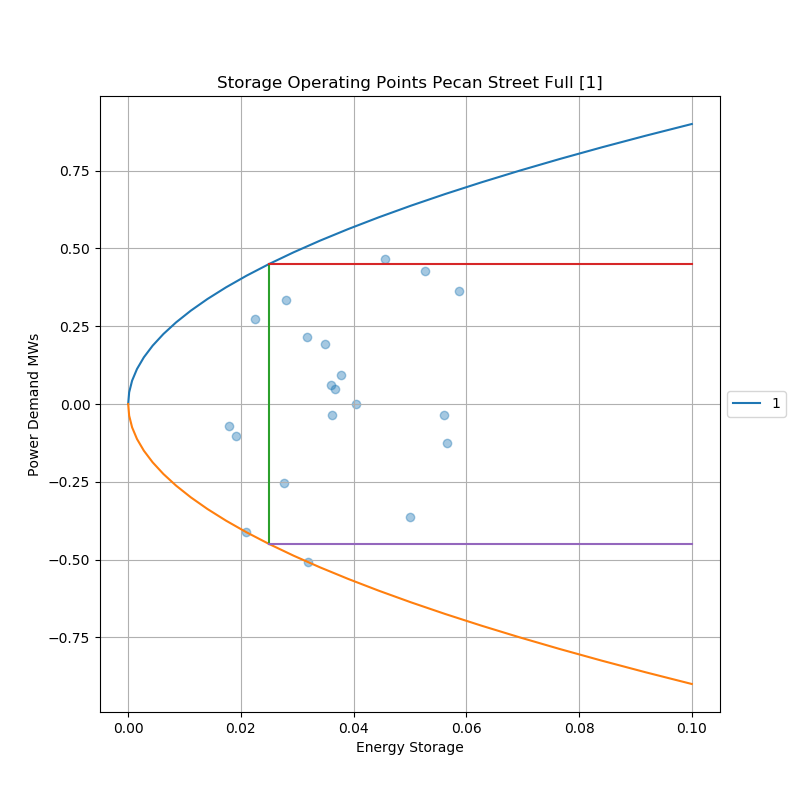 Storage Operating Points Pecan Street Full [1]
0.75
0.50
0.25
0.00
−0.25
−0.50
−0.75
Power Demand MWs
1
0.00 0.02 0.04 0.06 0.08 0.10
Energy Storage